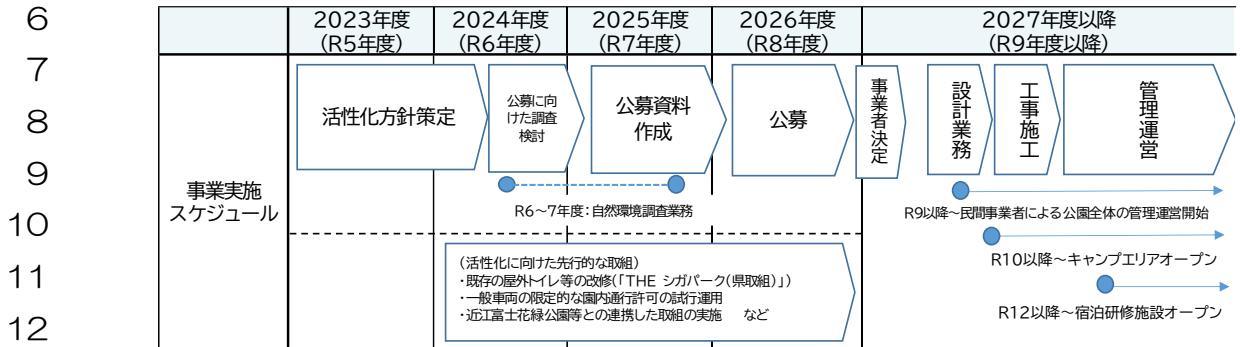 6
7
8
9
10
11
12
2023年度
(R5年度)
2024年度
(R6年度)
2025年度
(R7年度)
2026年度
(R8年度)
2027年度以降
(R9年度以降)
事業実施
スケジュール
活性化方針策定
公募に向
けた調査
検討
公募資料
作成
公募
事業者決定
設計業務
工事施工
管理運営
R6～7年度:自然環境調査業務
R9以降～民間事業者による公園全体の管理運営開始
R10以降～キャンプエリアオープン
R12以降～宿泊研修施設オープン
(活性化に向けた先行的な取組)
・既存の屋外トイレ等の改修(「THE シガパーク(県取組)」)
・一般車両の限定的な園内通行許可の試行運用
・近江富士花緑公園等との連携した取組の実施 など